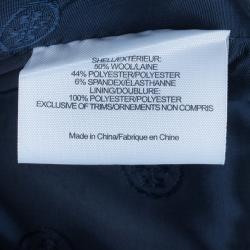 SHELL/EXTÉRIEUR:
50% WOOL/LAINE
44% POLYESTER/POLYESTER
6% SPANDEX/ÉLASTHANNE
LINING/DOUBLURE:
100% POLYESTER/POLYESTER
EXCLUSIVE OF TRIMS/ORNEMENTS NON COMPRIS
Made in China/Fabrique en Chine